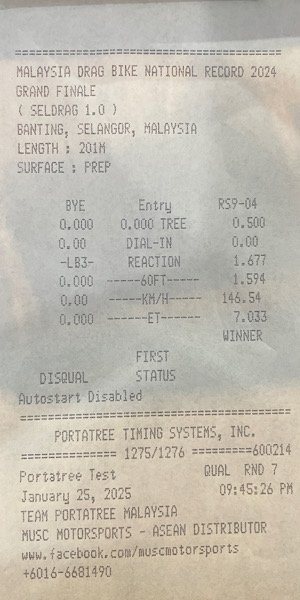 ==================================
MALAYSIA DRAG BIKE NATIONAL RECORD 2024
GRAND FINALE
( SELDRAG 1.0 )
BANTING, SELANGOR, MALAYSIA
LENGTH : 201M
SURFACE : PREP
BYE Entry RS9-04
0.000 0.000 TREE 0.500
0.00 DIAL-IN 0.00
-LB3- REACTION 1.677
0.000 -----60FT----- 1.594
0.00 -----KM/H----- 146.54
0.000 ------ET------ 7.033
WINNER
FIRST
DISQUAL STATUS
Autostart Disabled
==================================
PORTATREE TIMING SYSTEMS, INC.
============= 1275/1276 =========600214
Portatree Test QUAL RND 7
January 25, 2025 09:45:26 PM
TEAM PORTATREE MALAYSIA
MUSC MOTORSPORTS - ASEAN DISTRIBUTOR
www.facebook.com/muscmotorsports
+6016-6681490